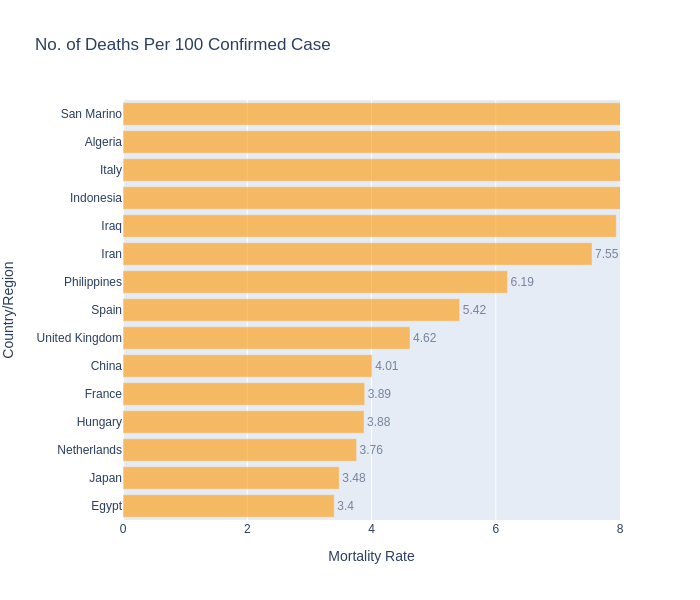 No. of Deaths Per 100 Confirmed Case
San Marino
Algeria
Italy
Indonesia
Iraq
Iran 7.55
Philippines 6.19
Spain 5.42
United Kingdom 4.62
China 4.01
France 3.89
Hungary 3.88
Netherlands 3.76
Japan 3.48
Egypt 3.4
0 2 4 6 8
Mortality Rate
Country/Region